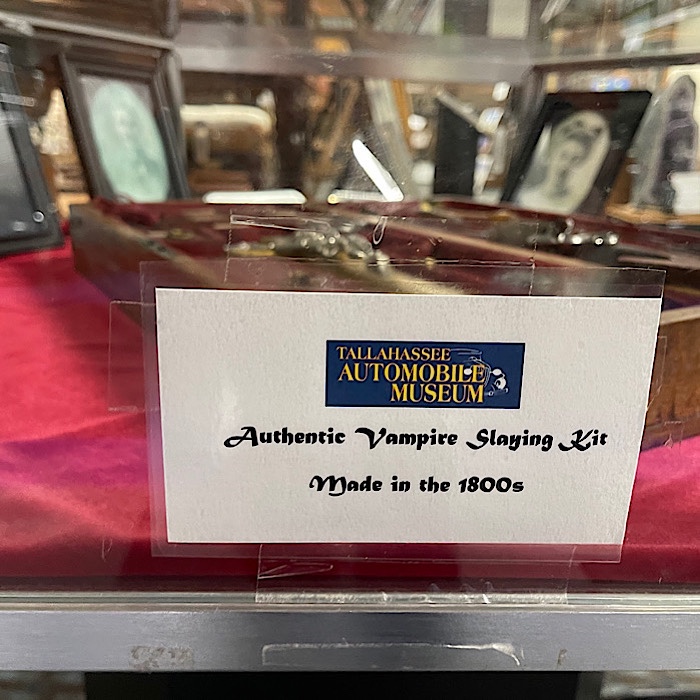 TALLAHASSEE
AUTOMOBILE
MUSEUM
Authentic Vampire Slaying Kit
Made in the 1800s